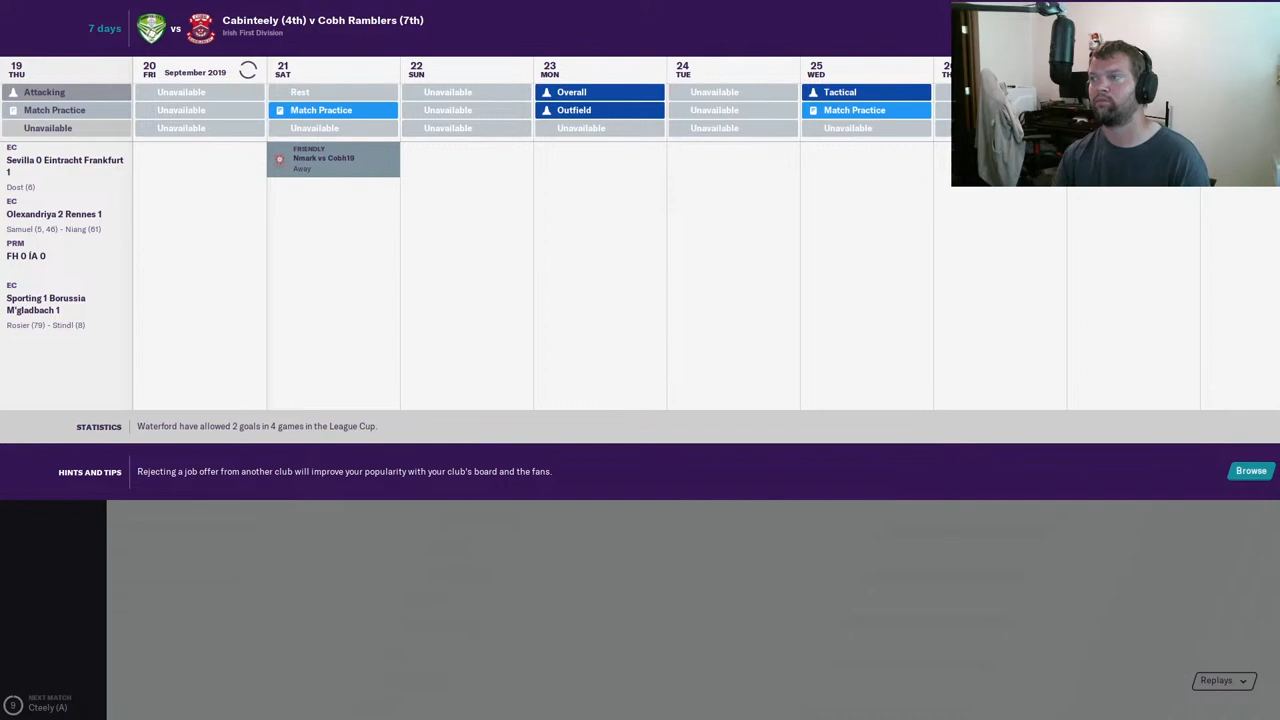 7 days
vs
Cabinteely (4th) v Cobh Ramblers (7th)
Irish First Division
19
THU
20
FRI
September 2019
21
SAT
22
SUN
23
MON
24
TUE
25
WED
Attacking
Unavailable
Rest
Unavailable
Overall
Unavailable
Tactical
Match Practice
Unavailable
Match Practice
Unavailable
Outfield
Unavailable
Match Practice
Unavailable
Unavailable
Unavailable
Unavailable
Unavailable
Unavailable
Unavailable
EC
Sevilla 0 Eintracht Frankfurt
1
Dost (6)
EC
Olexandriya 2 Rennes 1
Samuel (5, 46) - Niang (61)
PRM
FH 0 ÍA 0
EC
Sporting 1 Borussia
M'gladbach 1
Rosier (79) - Stindl (8)
FRIENDLY
Nmark vs Cobh19
Away
STATISTICS
Waterford have allowed 2 goals in 4 games in the League Cup.
HINTS AND TIPS
Rejecting a job offer from another club will improve your popularity with your club's board and the fans.
Browse
Replays
9
NEXT MATCH
Cteely (A)